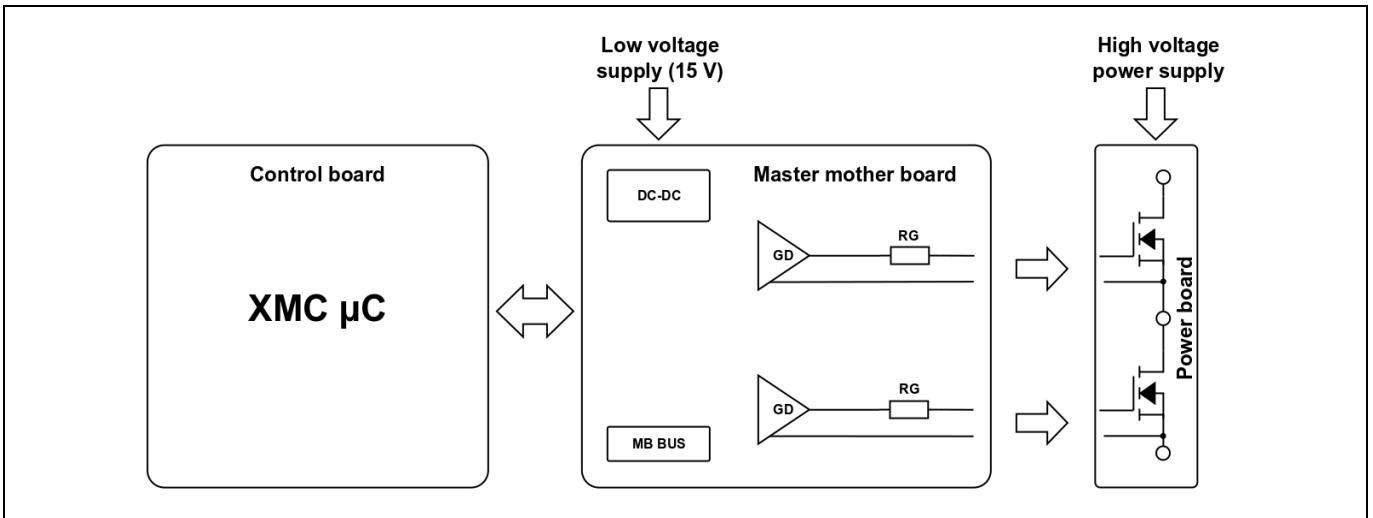 Low voltage
supply (15 V)
High voltage
power supply
Control board
XMC µC
DC-DC
Master mother board
GD
RG
GD
RG
MB BUS
Power board